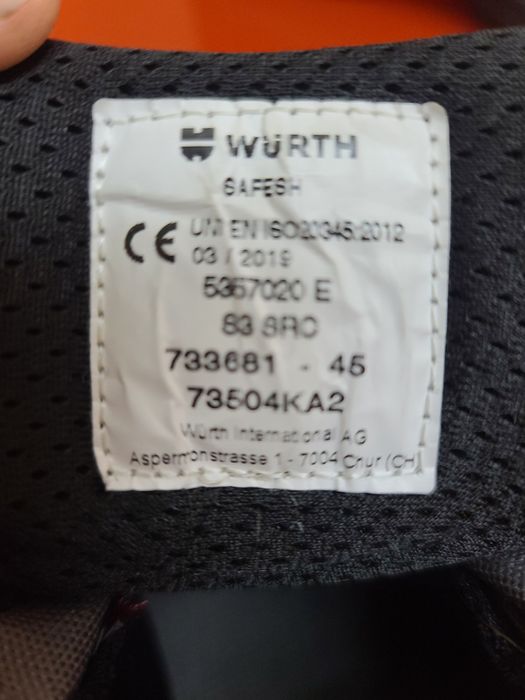 WÜRTH
SAFESH
CE UNI EN ISO20345:2012
03 / 2019
5357020 E
S3 SRC
733681 - 45
73504KA2
Würth International AG
Aspermonstrasse 1 - 7004 Chur (CH)